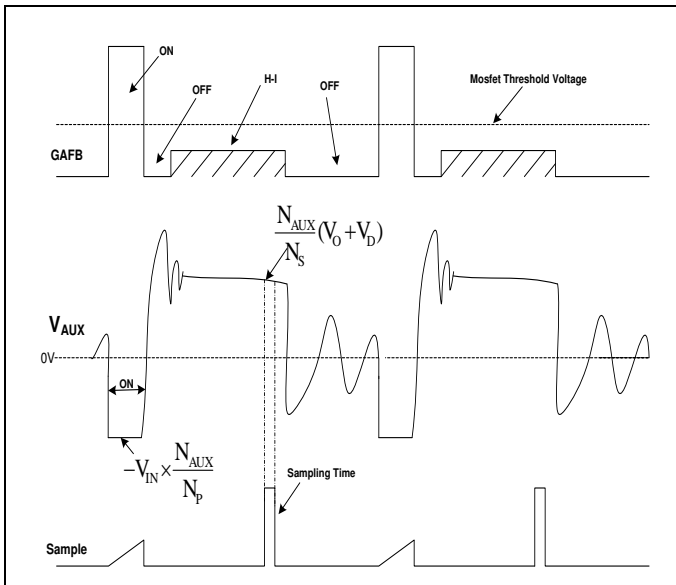 ON
OFF
H-I
OFF
Mosfet Threshold Voltage
GAFB
N_AUX/N_S (V_O+V_D)
V_AUX
0V
ON
-V_IN × N_AUX/N_P
Sampling Time
Sample